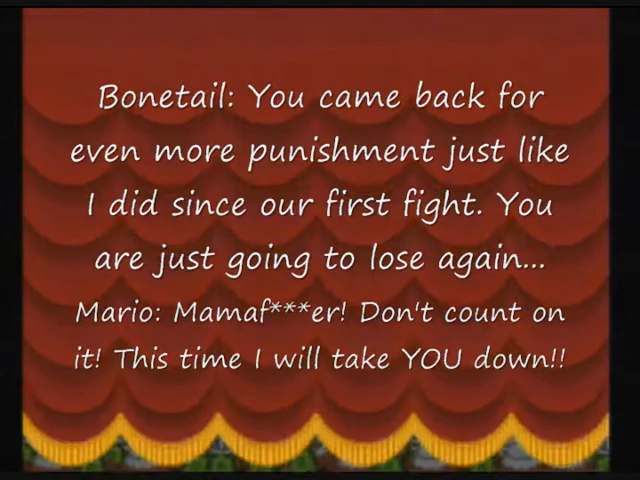 Bonetail: You came back for
even more punishment just like
I did since our first fight. You
are just going to lose again...
Mario: Mamaf***er! Don't count on
it! This time I will take YOU down!!